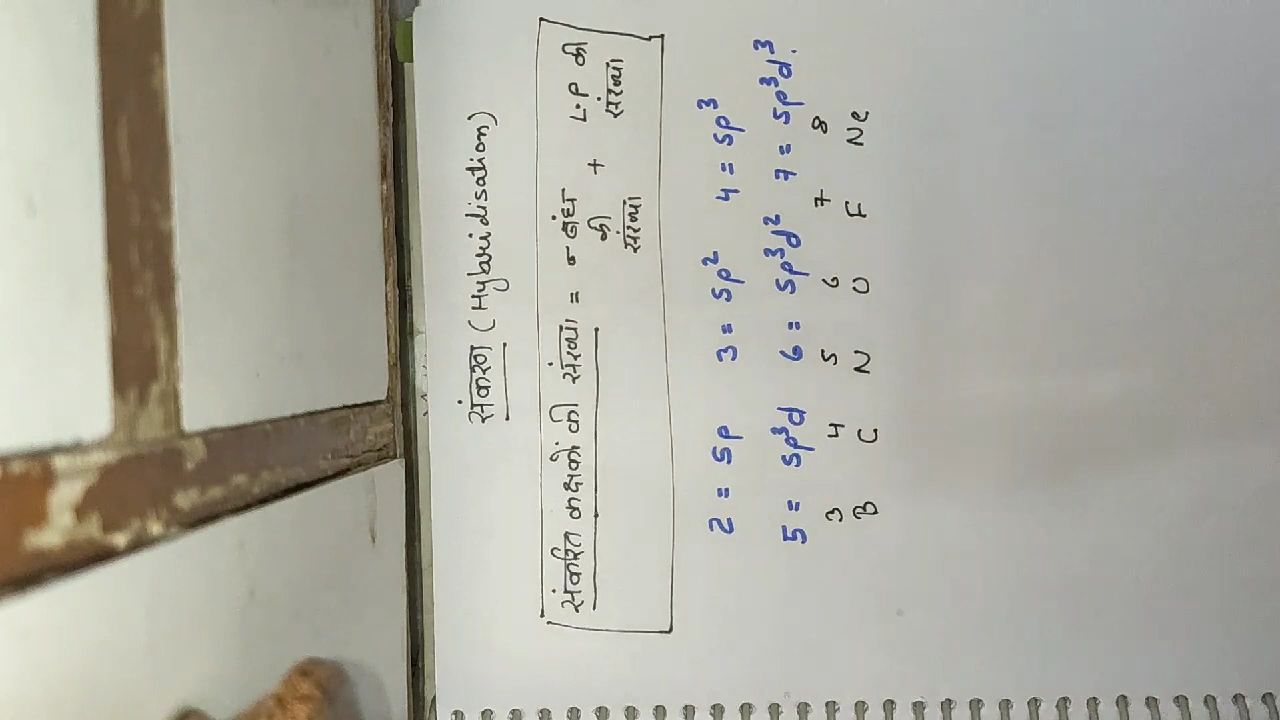 संकरण (Hybridisation)
संकरित कक्षकों की संख्या = σ बंध की संख्या + L.P की संख्या
2 = sp 3 = sp² 4 = sp³
5 = sp³d 6 = sp³d² 7 = sp³d³.
3 4 5 6 7 8
B C N O F Ne